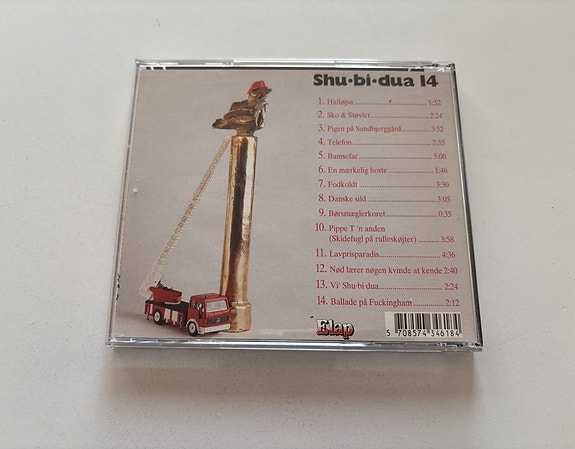 Shu·bi·dua 14
1. Halløjsa 1:52
2. Sko & Støvler 2:24
3. Pigen på Sandbjerggård 5:52
4. Telefon 2:35
5. Bamsefar 5:00
6. En mærkelig hoste 1:46
7. Fodkoldt 3:30
8. Danske sild 3:05
9. Børsmæglerkoret 0:35
10. Pippe T 'n anden
(Skidefugl på rulleskøjter) 3:58
11. Lavprisparadis 4:36
12. Nød lærer nøgen kvinde at kende 2:40
13. Vi' Shu-bi-dua 2:24
14. Ballade på Fuckingham 2:12
Elap
5 708574 346184